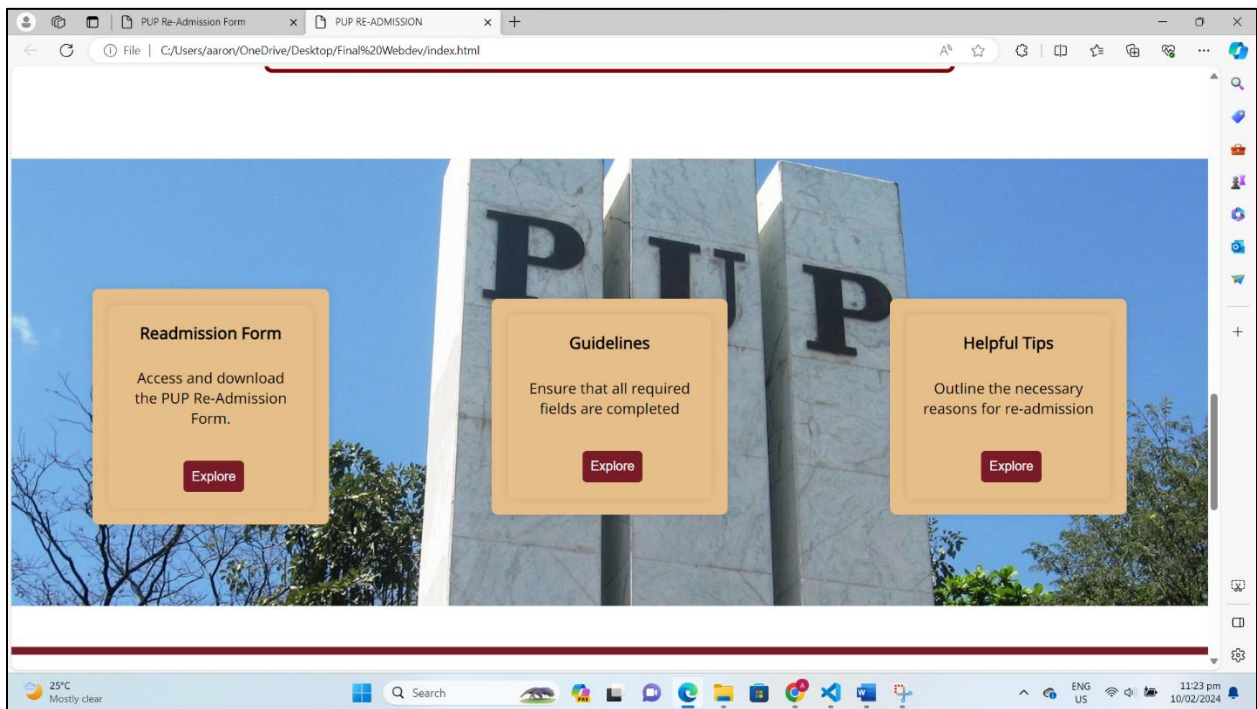 PUP Re-Admission Form
PUP RE-ADMISSION
File
C:/Users/aaron/OneDrive/Desktop/Final%20Webdev/index.html
PUP
Readmission Form
Access and download
the PUP Re-Admission
Form.
Explore
Guidelines
Ensure that all required
fields are completed
Explore
Helpful Tips
Outline the necessary
reasons for re-admission
Explore
25°C
Mostly clear
Search
PRE
ENG
US
11:23 pm
10/02/2024